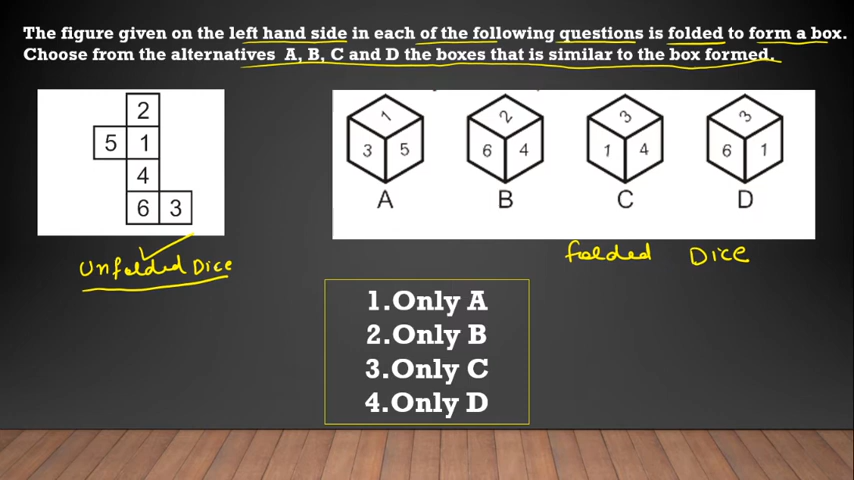 The figure given on the left hand side in each of the following questions is folded to form a box.
Choose from the alternatives A, B, C and D the boxes that is similar to the box formed.
2
5 1
4
6 3
1 2 3 3
3 5 6 4 1 4 6 1
A B C D
Unfolded Dice
folded Dice
1.Only A
2.Only B
3.Only C
4.Only D